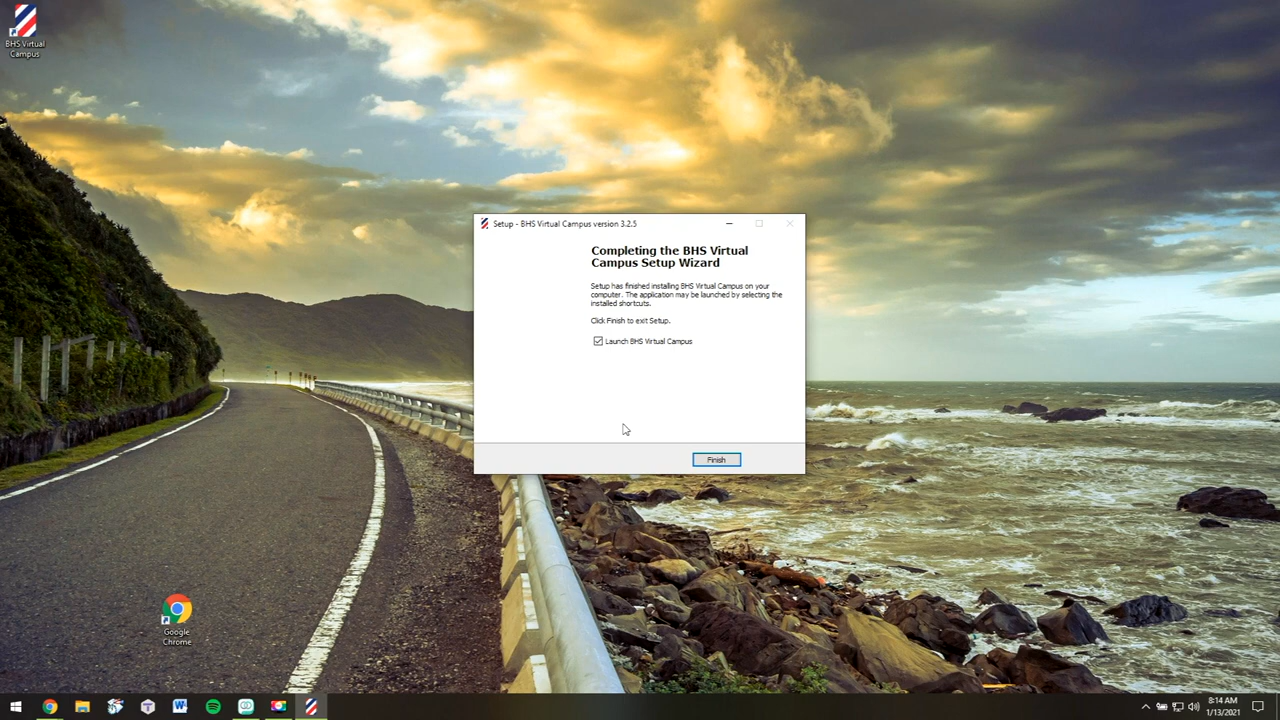 BHS Virtual
Campus
Setup - BHS Virtual Campus version 3.2.5
Completing the BHS Virtual
Campus Setup Wizard
Setup has finished installing BHS Virtual Campus on your
computer. The application may be launched by selecting the
installed shortcuts.
Click Finish to exit Setup.
Launch BHS Virtual Campus
Finish
Google
Chrome
8:14 AM
1/13/2021